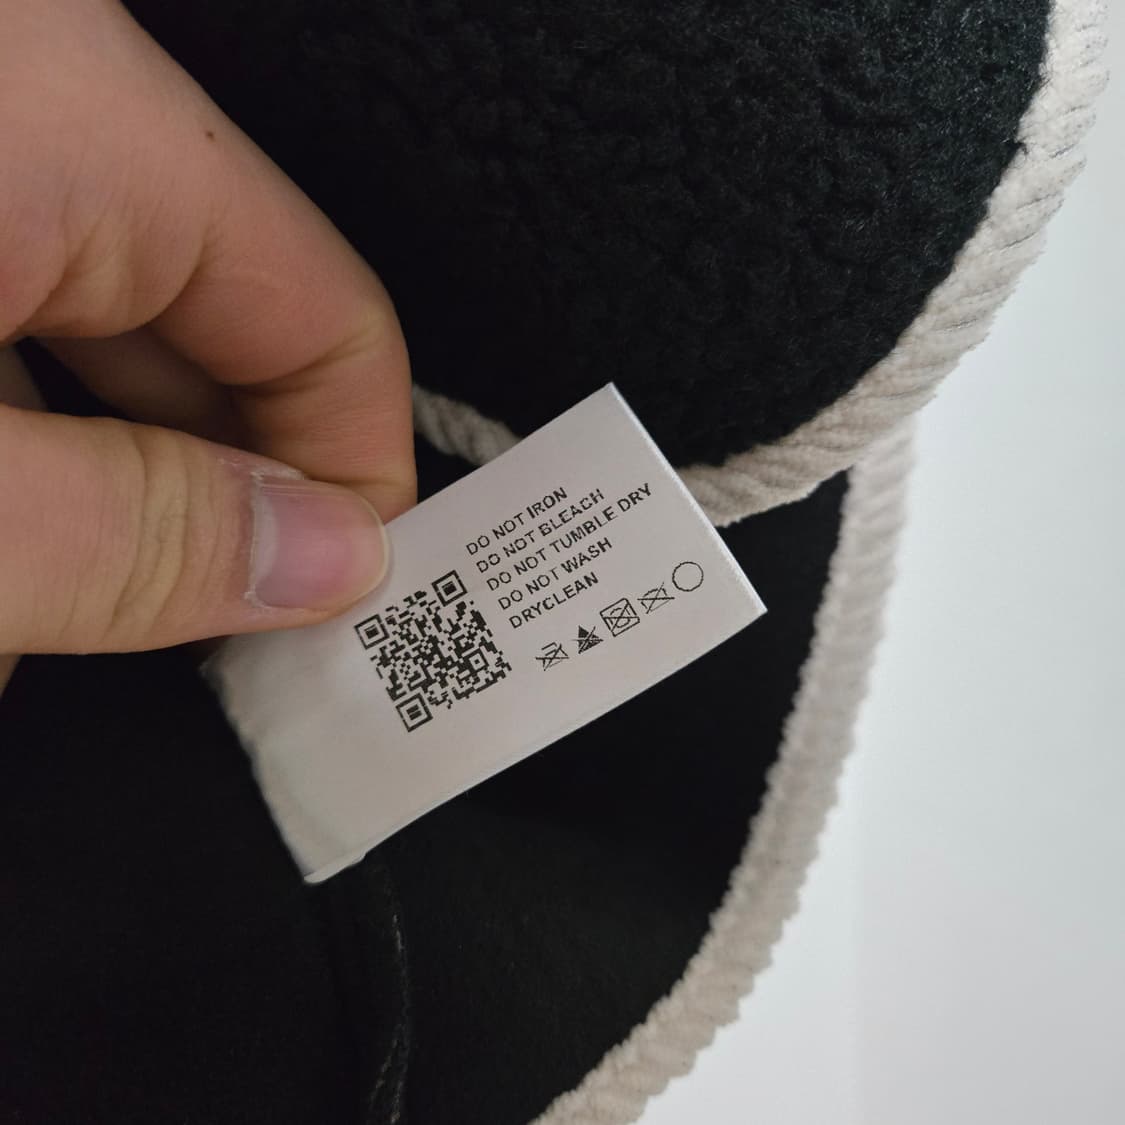 DO NOT IRON
DO NOT BLEACH
DO NOT TUMBLE DRY
DO NOT WASH
DRYCLEAN